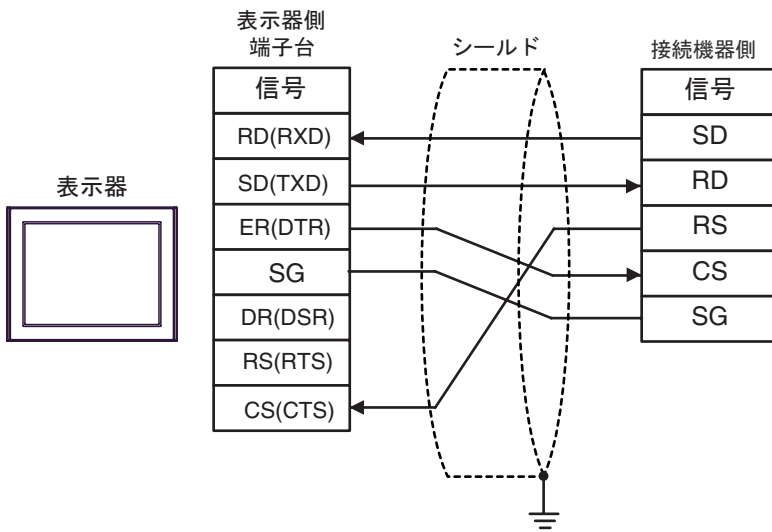 表示器側
端子台
シールド
接続機器側
信号
信号
RD(RXD)
SD
SD(TXD)
RD
表示器
ER(DTR)
RS
SG
CS
DR(DSR)
SG
RS(RTS)
CS(CTS)